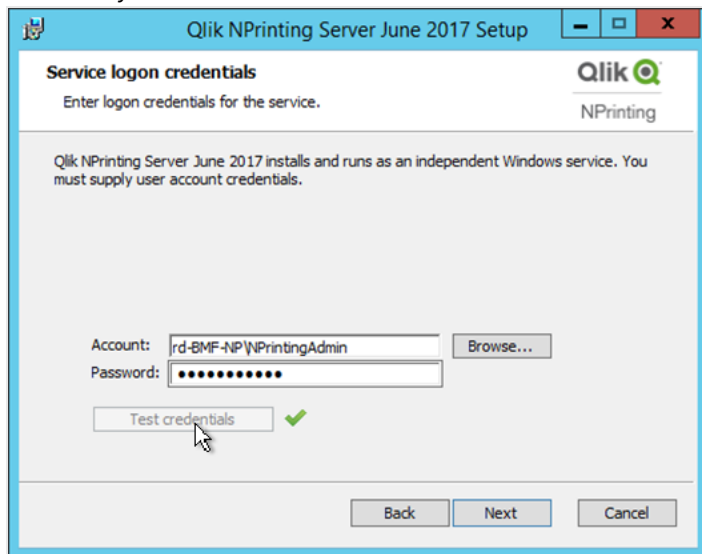 Qlik NPrinting Server June 2017 Setup
Service logon credentials
Enter logon credentials for the service.
Qlik
NPrinting
Qlik NPrinting Server June 2017 installs and runs as an independent Windows service. You
must supply user account credentials.
Account: rd-BMF-NP\NPrintingAdmin Browse...
Password: ●●●●●●●●●●●
Test credentials
Back Next Cancel